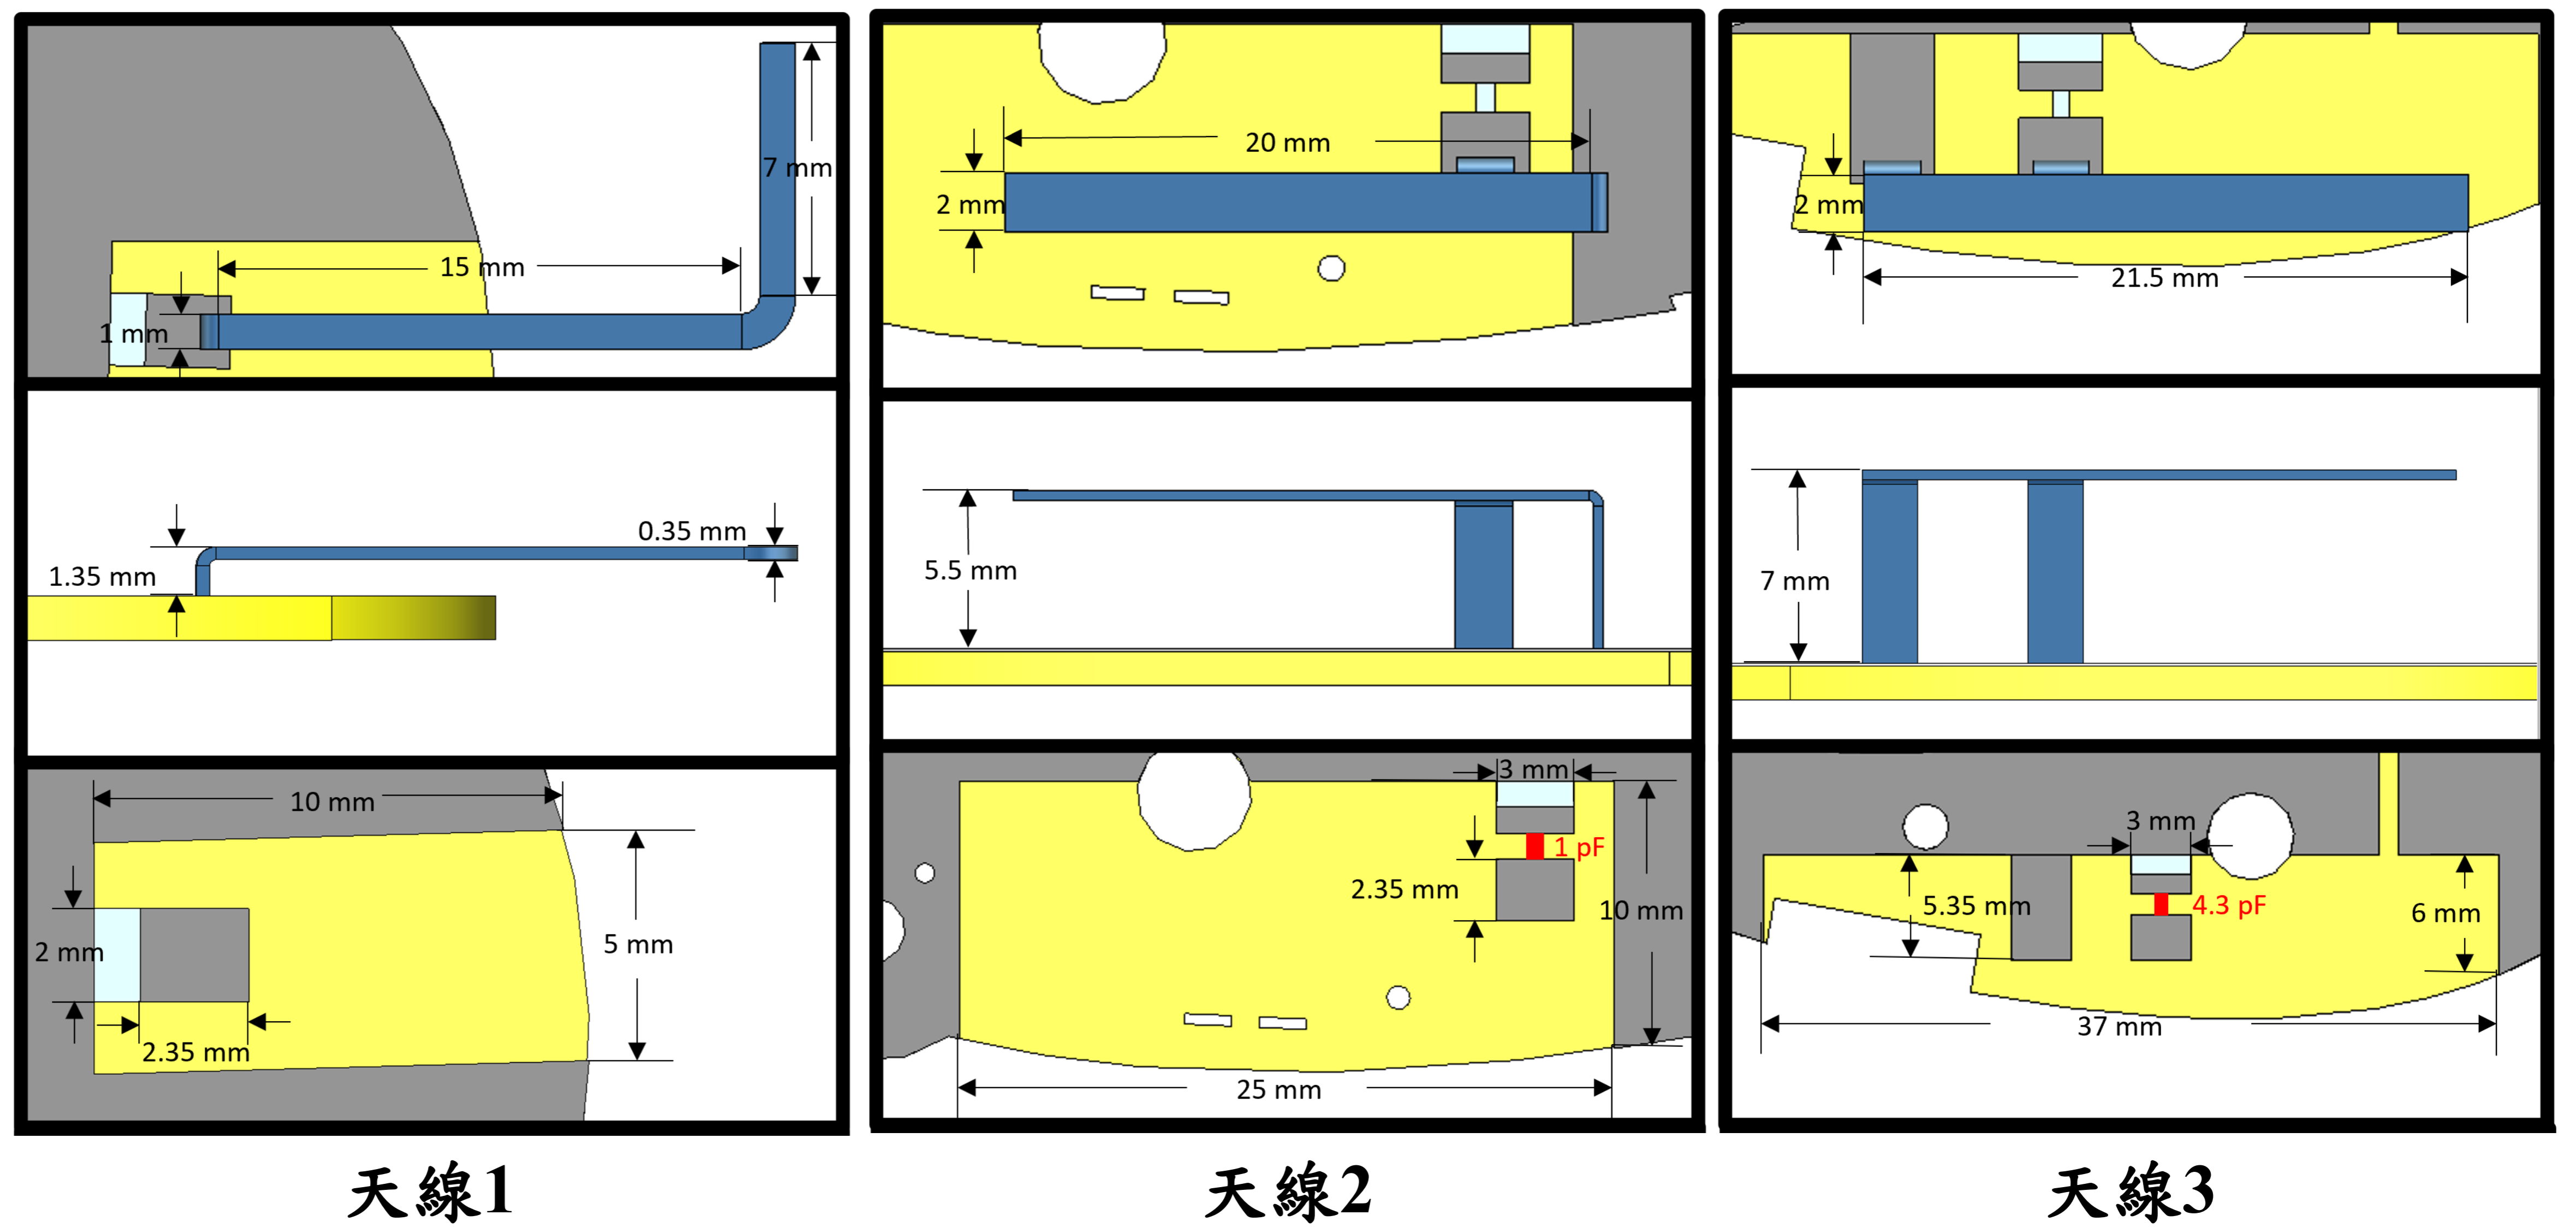 7 mm
15 mm
1 mm
0.35 mm
1.35 mm
10 mm
2 mm
5 mm
2.35 mm
天線1
20 mm
2 mm
5.5 mm
3 mm
1 pF
2.35 mm
10 mm
25 mm
天線2
2 mm
21.5 mm
7 mm
3 mm
5.35 mm
4.3 pF
6 mm
37 mm
天線3